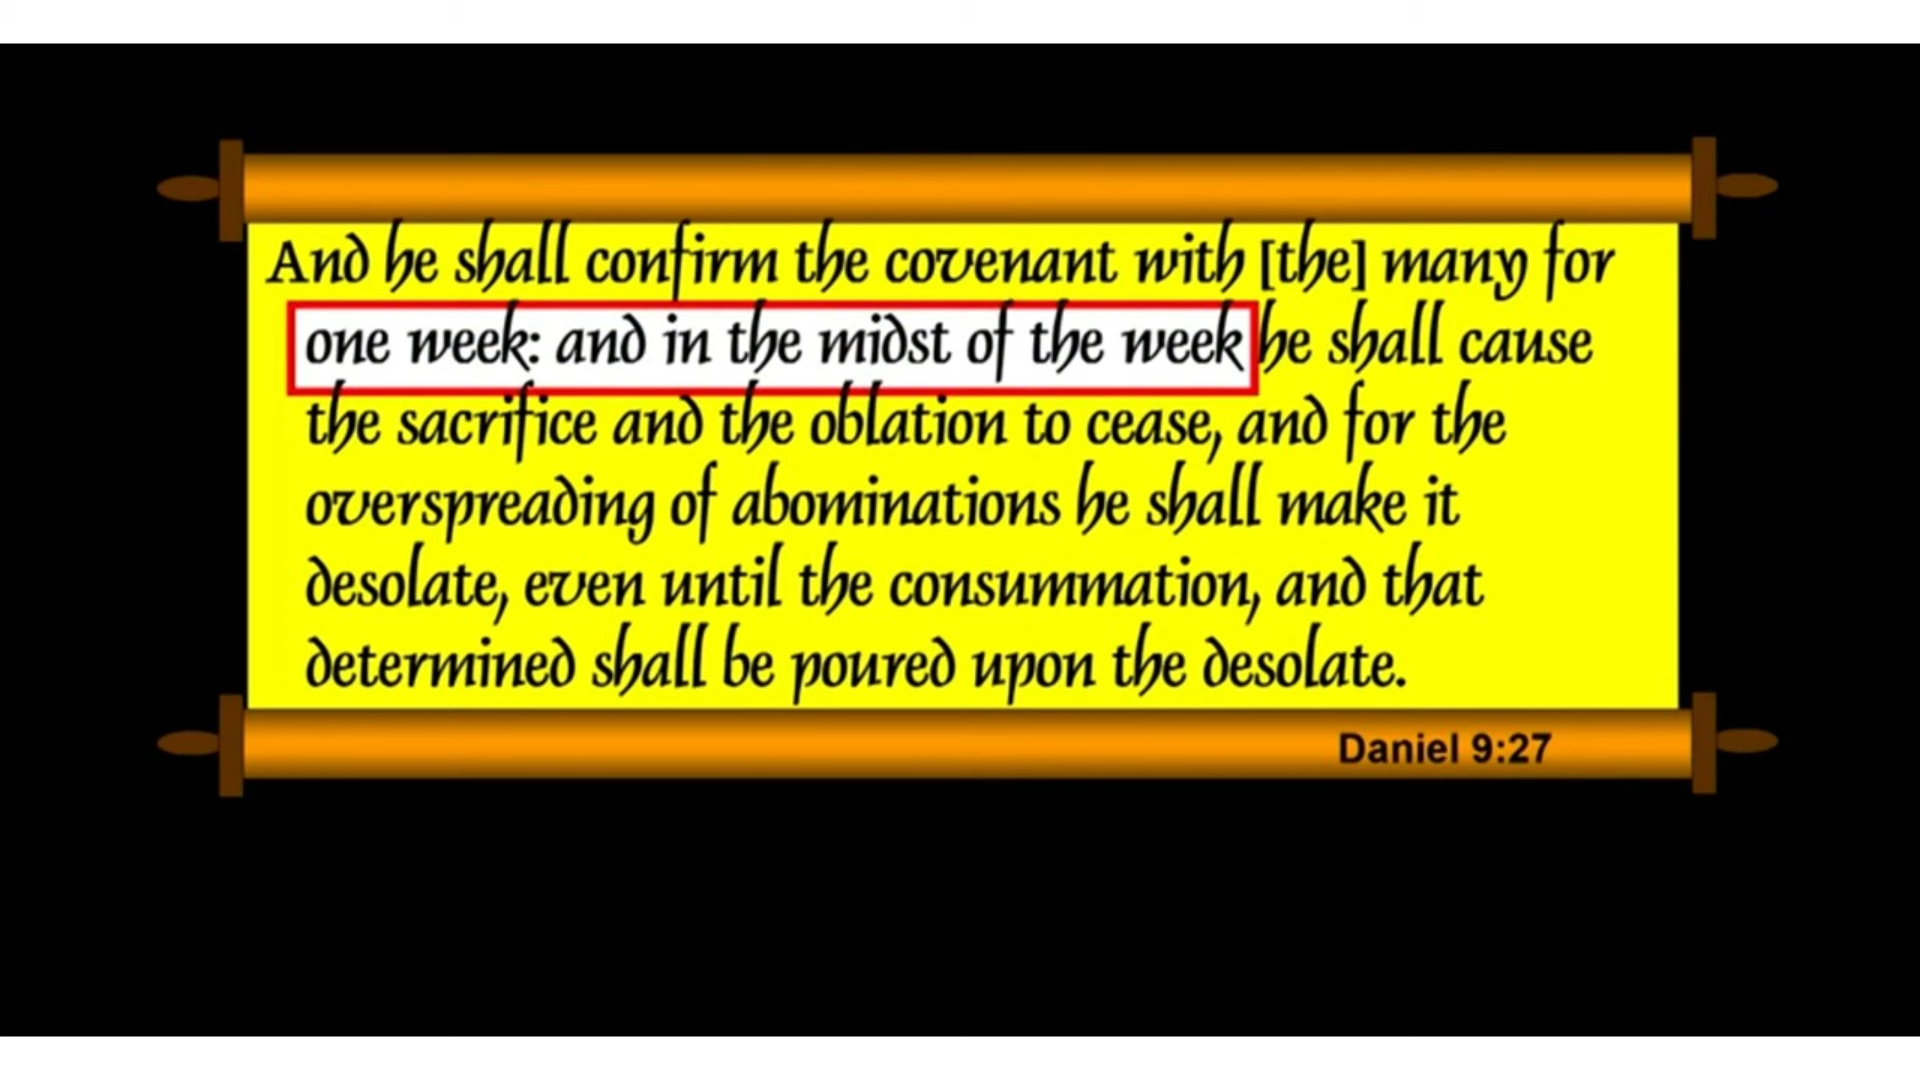 And he shall confirm the covenant with [the] many for
one week: and in the midst of the week he shall cause
the sacrifice and the oblation to cease, and for the
overspreading of abominations he shall make it
desolate, even until the consummation, and that
determined shall be poured upon the desolate.
Daniel 9:27